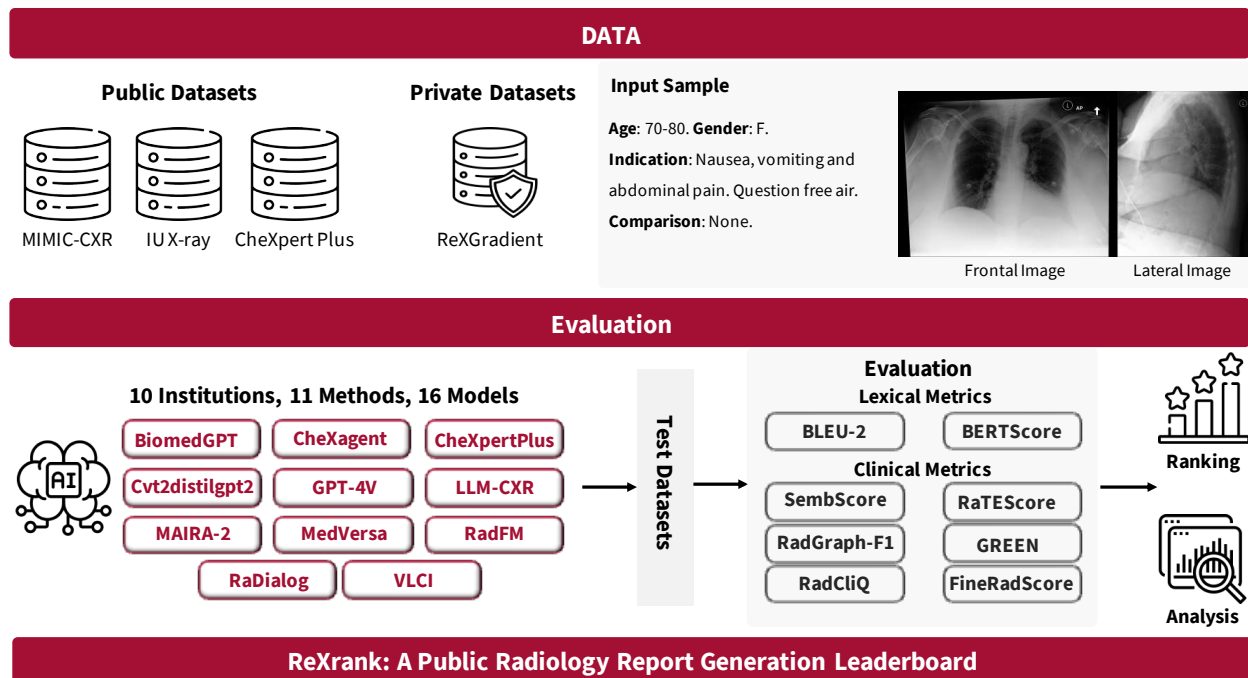 DATA
Public Datasets
Private Datasets
MIMIC-CXR
IU X-ray
CheXpert Plus
ReXGradient
Input Sample
Age: 70-80. Gender: F.
Indication: Nausea, vomiting and
abdominal pain. Question free air.
Comparison: None.
L AP
Frontal Image
Lateral Image
Evaluation
10 Institutions, 11 Methods, 16 Models
BiomedGPT
CheXagent
CheXpertPlus
Cvt2distilgpt2
GPT-4V
LLM-CXR
MAIRA-2
MedVersa
RadFM
RaDialog
VLCI
AI
Test Datasets
Evaluation
Lexical Metrics
BLEU-2
BERTScore
Clinical Metrics
SembScore
RaTEScore
RadGraph-F1
GREEN
RadCliQ
FineRadScore
Ranking
Analysis
ReXrank: A Public Radiology Report Generation Leaderboard